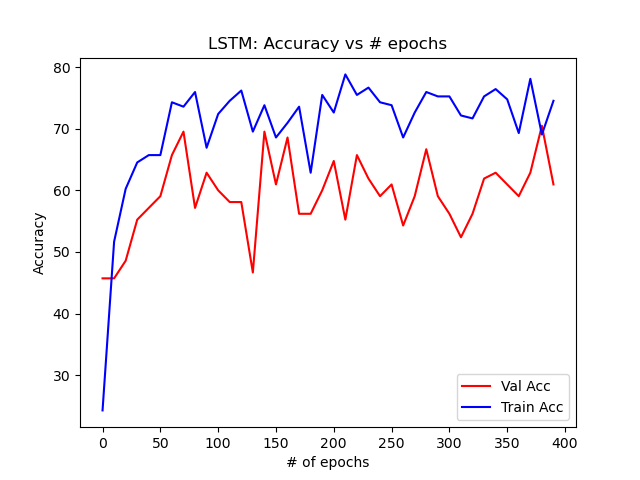 LSTM: Accuracy vs # epochs
80
70
60
50
40
30
Accuracy
0 50 100 150 200 250 300 350 400
# of epochs
Val Acc
Train Acc